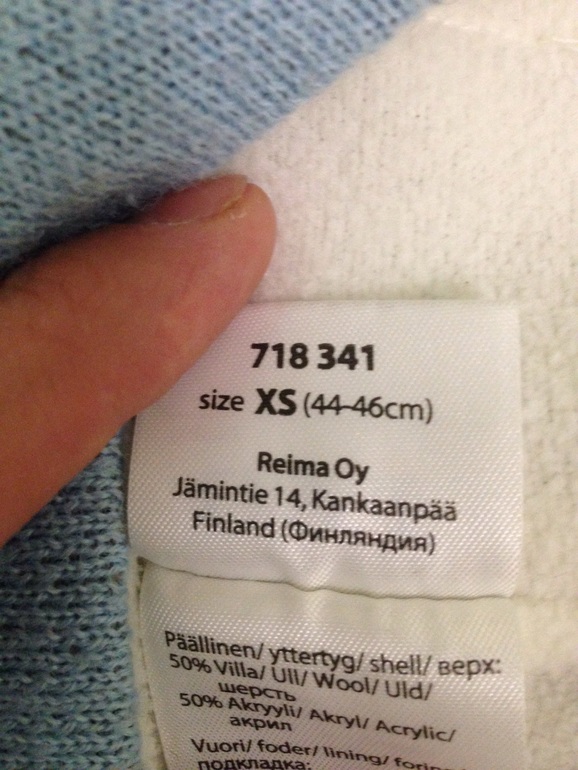 718 341
size XS (44-46cm)
Reima Oy
Jämintie 14, Kankaanpää
Finland (Финляндия)
Päällinen/ yttertyg/ shell/ верх:
50% Villa/ Ull/ Wool/ Uld/
шерсть
50% Akryyli/ Akryl/ Acrylic/
акрил
Vuori/ foder/ lining/
подкладка: